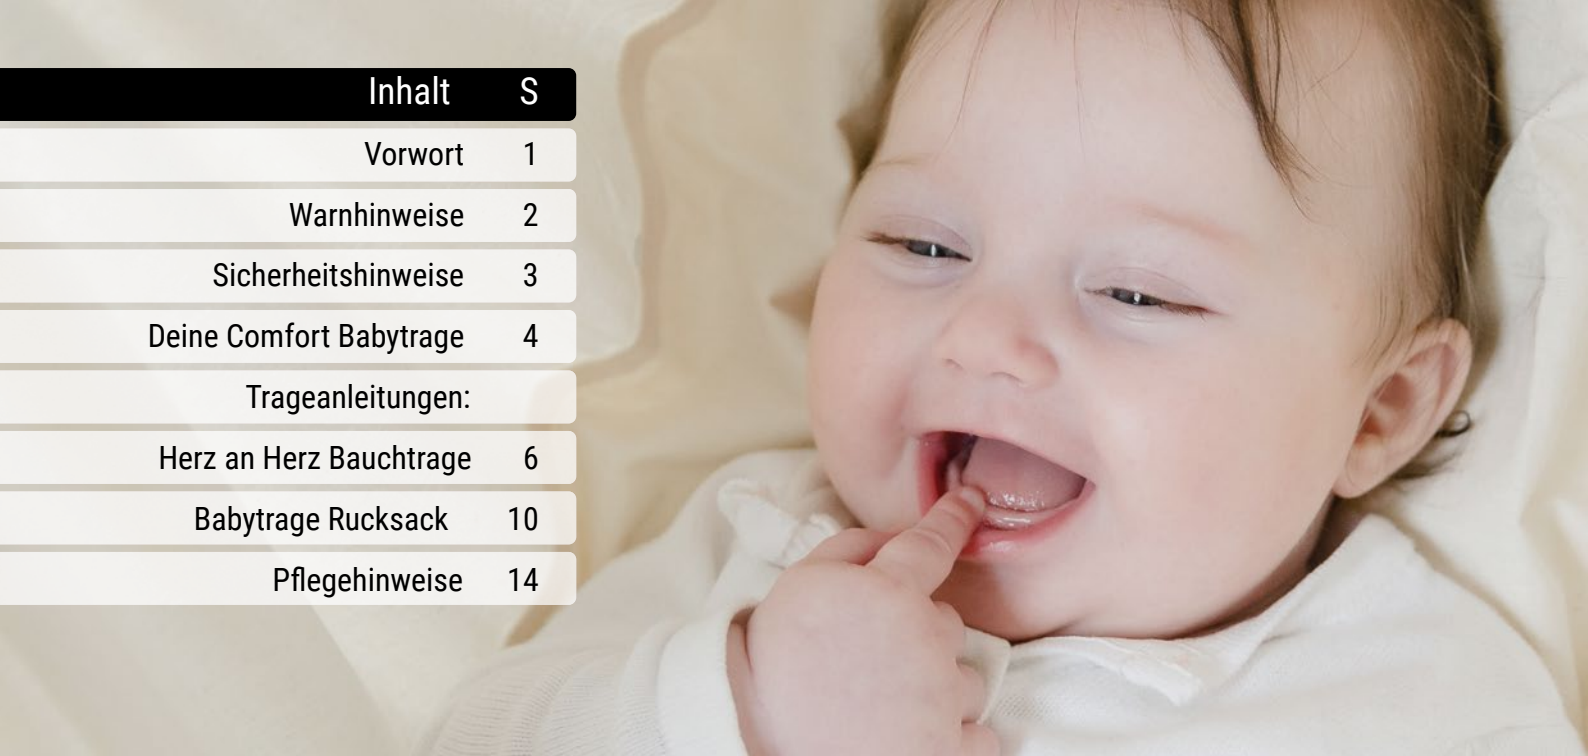 Inhalt S
Vorwort 1
Warnhinweise 2
Sicherheitshinweise 3
Deine Comfort Babytrage 4
Trageanleitungen:
Herz an Herz Bauchtrage 6
Babytrage Rucksack 10
Pflegehinweise 14